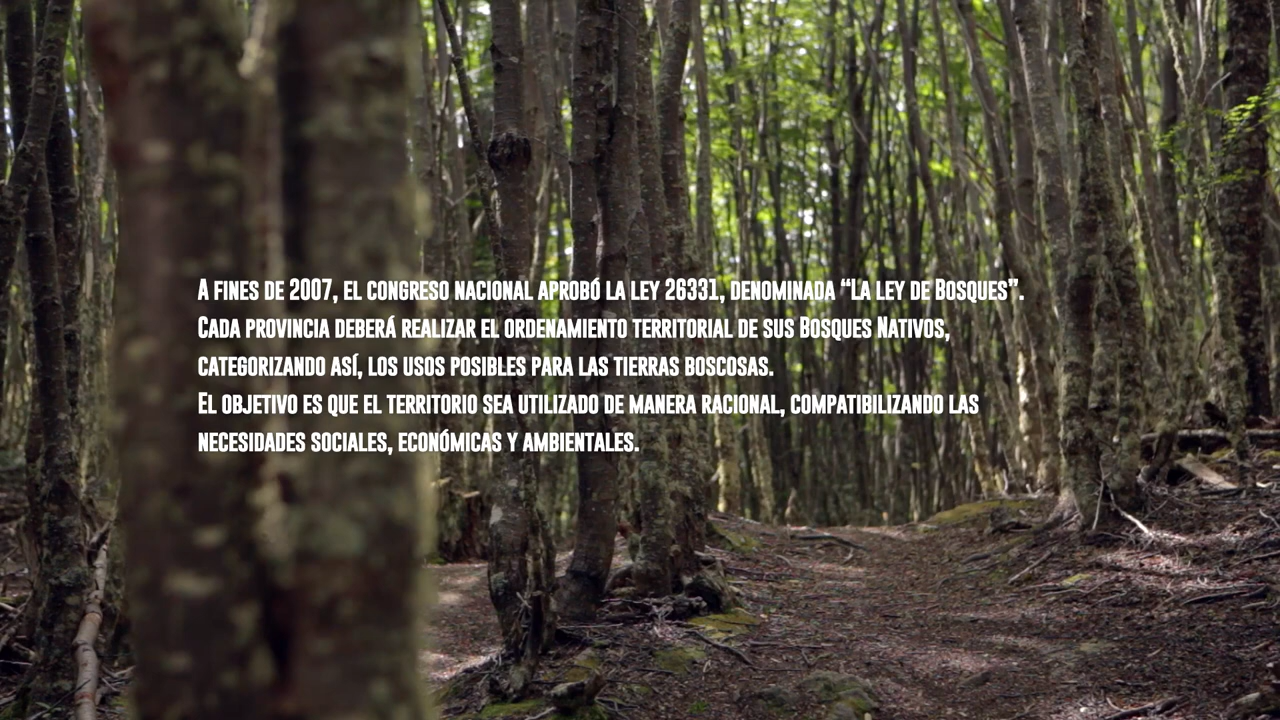 A FINES DE 2007, EL CONGRESO NACIONAL APROBÓ LA LEY 26331, DENOMINADA “LA LEY DE BOSQUES”.
CADA PROVINCIA DEBERÁ REALIZAR EL ORDENAMIENTO TERRITORIAL DE SUS BOSQUES NATIVOS,
CATEGORIZANDO ASÍ, LOS USOS POSIBLES PARA LAS TIERRAS BOSCOSAS.
EL OBJETIVO ES QUE EL TERRITORIO SEA UTILIZADO DE MANERA RACIONAL, COMPATIBILIZANDO LAS
NECESIDADES SOCIALES, ECONÓMICAS Y AMBIENTALES.